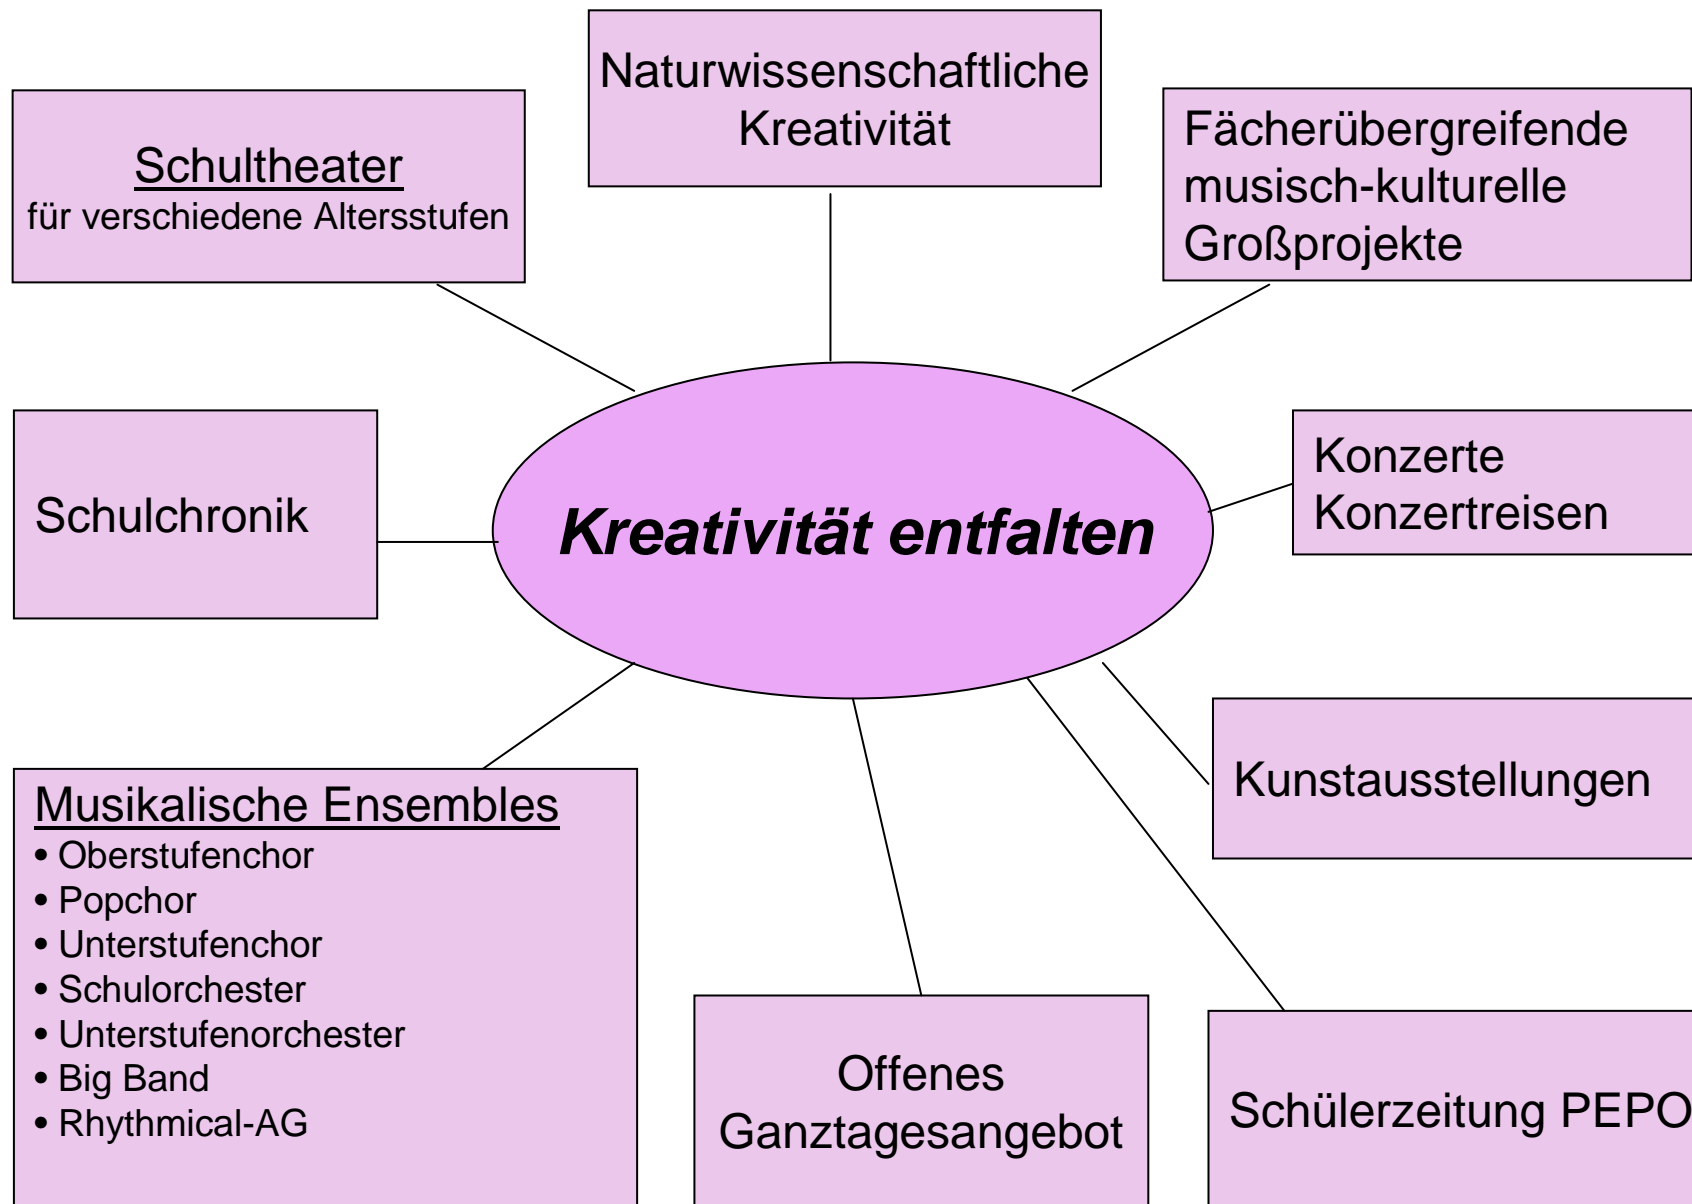 Naturwissenschaftliche
Kreativität
Schultheater
für verschiedene Altersstufen
Fächerübergreifende
musisch-kulturelle
Großprojekte
Schulchronik
Kreativität entfalten
Konzerte
Konzertreisen
Kunstausstellungen
Musikalische Ensembles
• Oberstufenchor
• Popchor
• Unterstufenchor
• Schulorchester
• Unterstufenorchester
• Big Band
• Rhythmical-AG
Offenes
Ganztagesangebot
Schülerzeitung PEPO